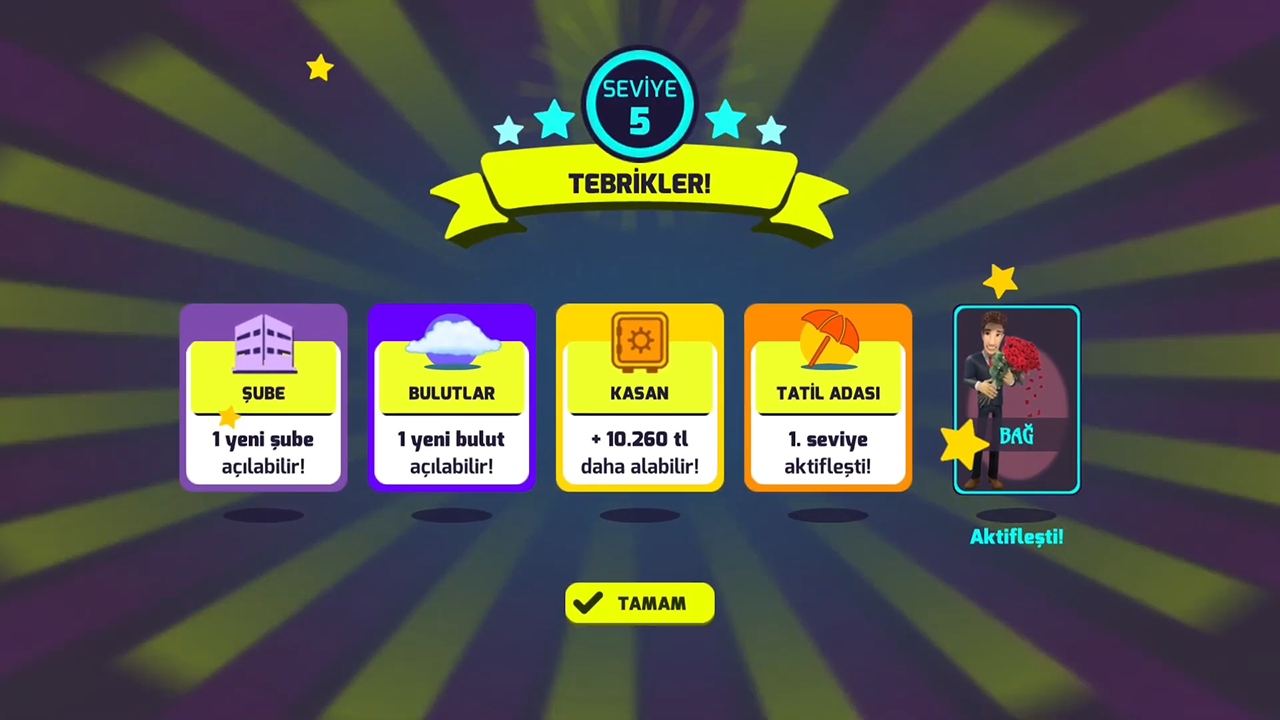 SEVİYE
5
TEBRİKLER!
ŞUBE
1 yeni şube
açılabilir!
BULUTLAR
1 yeni bulut
açılabilir!
KASAN
+ 10.260 tl
daha alabilir!
TATİL ADASI
1. seviye
aktifleşti!
BAĞ
Aktifleşti!
TAMAM